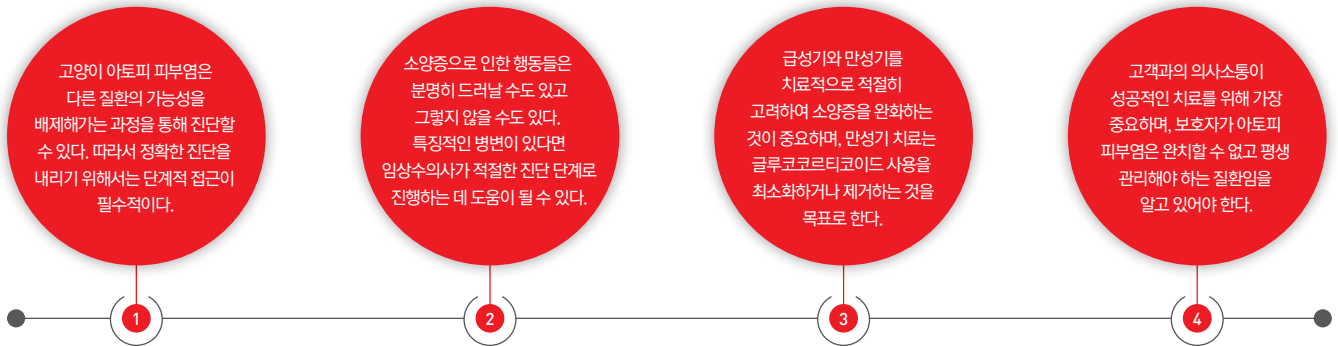 고양이 아토피 피부염은
다른 질환의 가능성을
배제해가는 과정을 통해 진단할
수 있다. 따라서 정확한 진단을
내리기 위해서는 단계적 접근이
필수적이다.
1
소양증으로 인한 행동들은
분명히 드러날 수도 있고
그렇지 않을 수도 있다.
특징적인 병변이 있다면
임상수의사가 적절한 진단 단계로
진행하는 데 도움이 될 수 있다.
2
급성기와 만성기를
치료적으로 적절히
고려하여 소양증을 완화하는
것이 중요하며, 만성기 치료는
글루코코르티코이드 사용을
최소화하거나 제거하는 것을
목표로 한다.
3
고객과의 의사소통이
성공적인 치료를 위해 가장
중요하며, 보호자가 아토피
피부염은 완치할 수 없고 평생
관리해야 하는 질환임을
알고 있어야 한다.
4